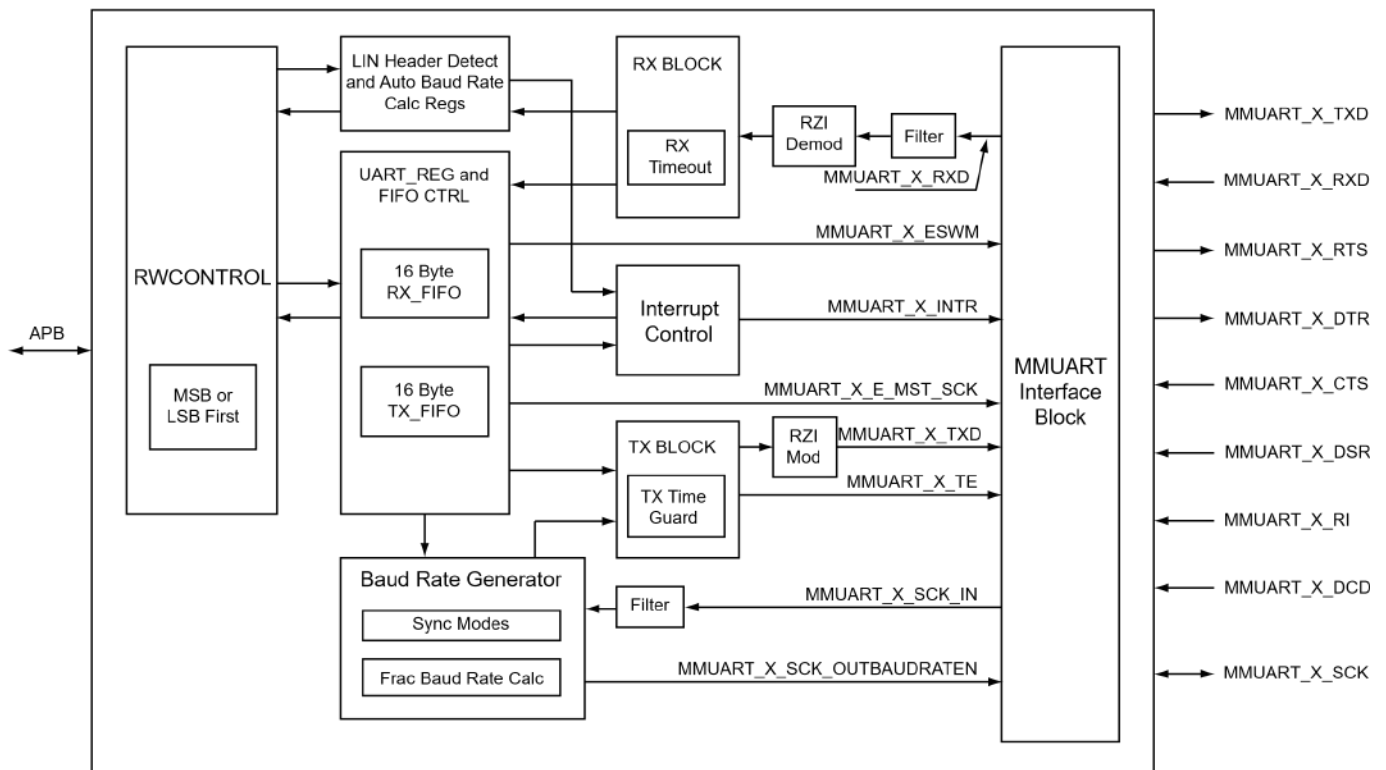 APB
RWCONTROL
MSB or
LSB First
LIN Header Detect
and Auto Baud Rate
Calc Regs
UART_REG and
FIFO CTRL
16 Byte
RX_FIFO
16 Byte
TX_FIFO
Baud Rate Generator
Sync Modes
Frac Baud Rate Calc
RX BLOCK
RX
Timeout
RZI
Demod
Filter
MMUART_X_RXD
MMUART_X_ESWM
Interrupt
Control
MMUART_X_INTR
MMUART_X_E_MST_SCK
TX BLOCK
TX Time
Guard
RZI
Mod
MMUART_X_TXD
MMUART_X_TE
Filter
MMUART_X_SCK_IN
MMUART_X_SCK_OUTBAUDRATEN
MMUART
Interface
Block
MMUART_X_TXD
MMUART_X_RXD
MMUART_X_RTS
MMUART_X_DTR
MMUART_X_CTS
MMUART_X_DSR
MMUART_X_RI
MMUART_X_DCD
MMUART_X_SCK